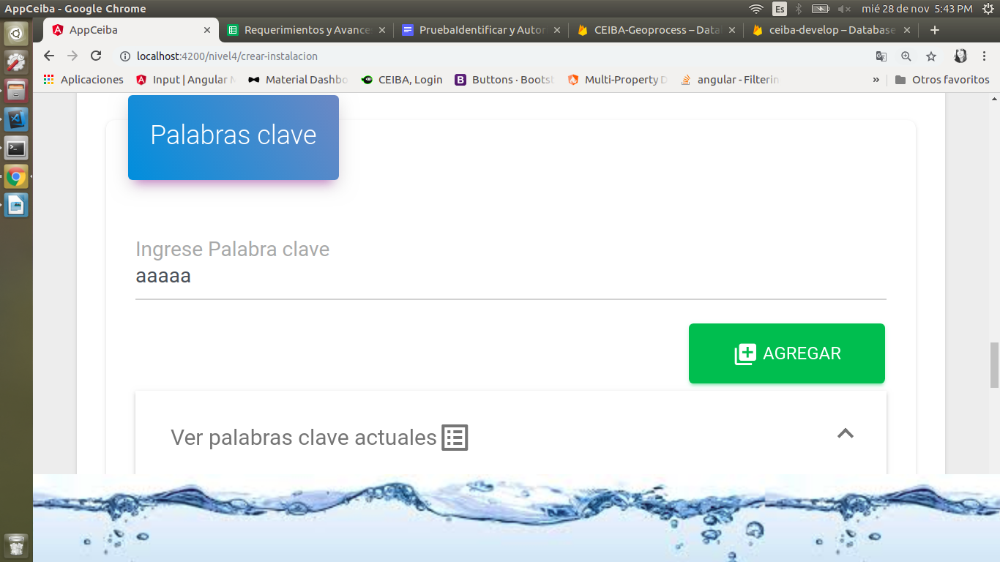 AppCeiba - Google Chrome
Es
mié 28 de nov 5:43 PM
AppCeiba
Requerimientos y Avance
PruebaIdentificar y Autor
CEIBA-Geoprocess – Data
ceiba-develop – Database
localhost:4200/nivel4/crear-instalacion
Aplicaciones
Input | Angular M
Material Dashbo
CEIBA, Login
Buttons · Bootst
Multi-Property D
angular - Filterin
»
Otros favoritos
Palabras clave
Ingrese Palabra clave
aaaaa
AGREGAR
Ver palabras clave actuales